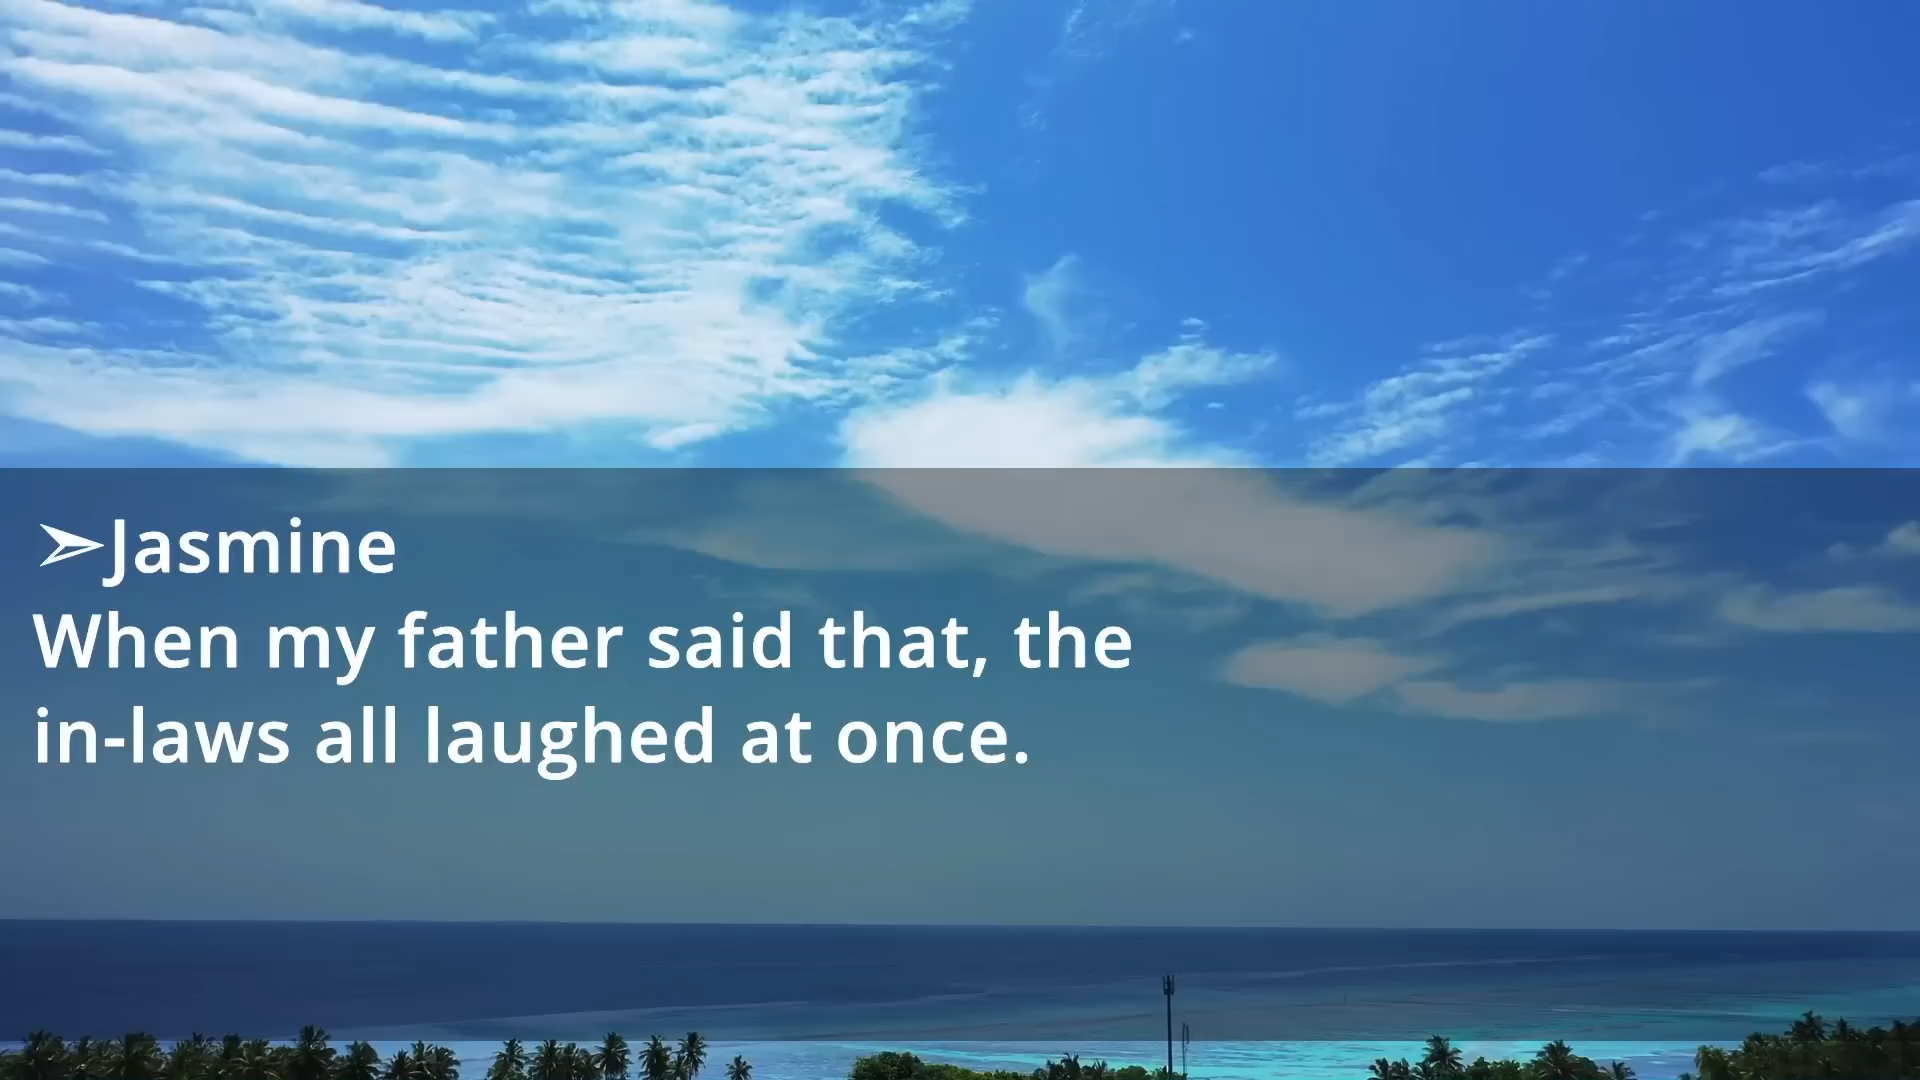 ➢Jasmine
When my father said that, the
in-laws all laughed at once.